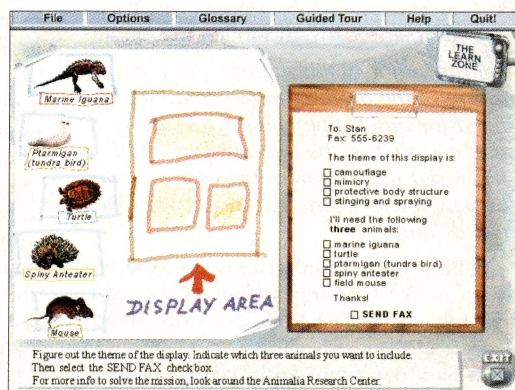 File Options Glossary Guided Tour Help Quit!
THE
LEARN
ZONE
Marine Iguana
Ptarmigan
(tundra bird)
Turtle
Spiny Anteater
Mouse
DISPLAY AREA
To: Stan
Fax: 555-6239
The theme of this display is:
camouflage
mimicry
protective body structure
stinging and spraying
I'll need the following
three animals:
marine iguana
turtle
ptarmigan (tundra bird)
spiny anteater
field mouse
Thanks!
SEND FAX
Figure out the theme of the display. Indicate which three animals you want to include.
Then select the SEND FAX check box.
For more info to solve the mission, look around the Animalia Research Center.
EXIT